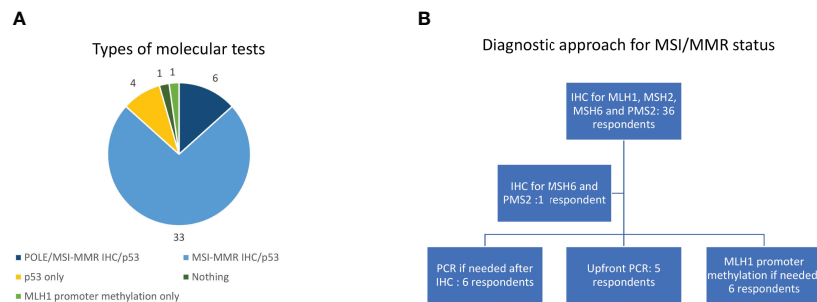 A
Types of molecular tests
1
1
4
6
33
POLE/MSI-MMR IHC/p53
MSI-MMR IHC/p53
p53 only
Nothing
MLH1 promoter methylation only
B
Diagnostic approach for MSI/MMR status
IHC for MLH1, MSH2,
MSH6 and PMS2: 36
respondents
IHC for MSH6 and
PMS2 :1 respondent
PCR if needed after
IHC : 6 respondents
Upfront PCR: 5
respondents
MLH1 promoter
methylation if needed
6 respondents